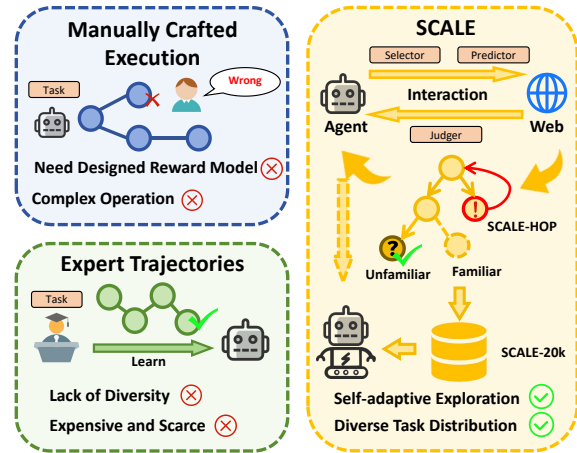 Manually Crafted
Execution
Task
Wrong
Need Designed Reward Model
Complex Operation
Expert Trajectories
Task
Learn
Lack of Diversity
Expensive and Scarce
SCALE
Selector
Predictor
Interaction
Agent
Web
Judger
!
SCALE-HOP
?
Unfamiliar
Familiar
SCALE-20k
Self-adaptive Exploration
Diverse Task Distribution